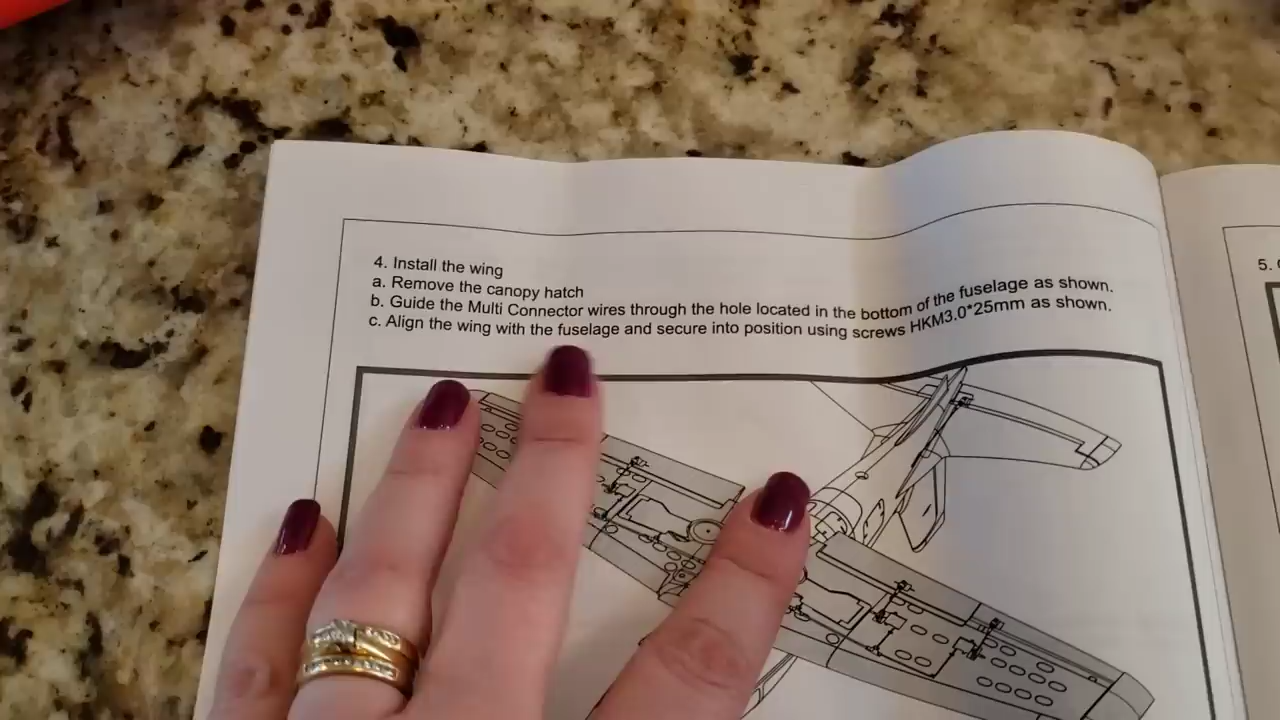 4. Install the wing
a. Remove the canopy hatch
b. Guide the Multi Connector wires through the hole located in the bottom of the fuselage as shown.
c. Align the wing with the fuselage and secure into position using screws HKM3.0*25mm as shown.
5.